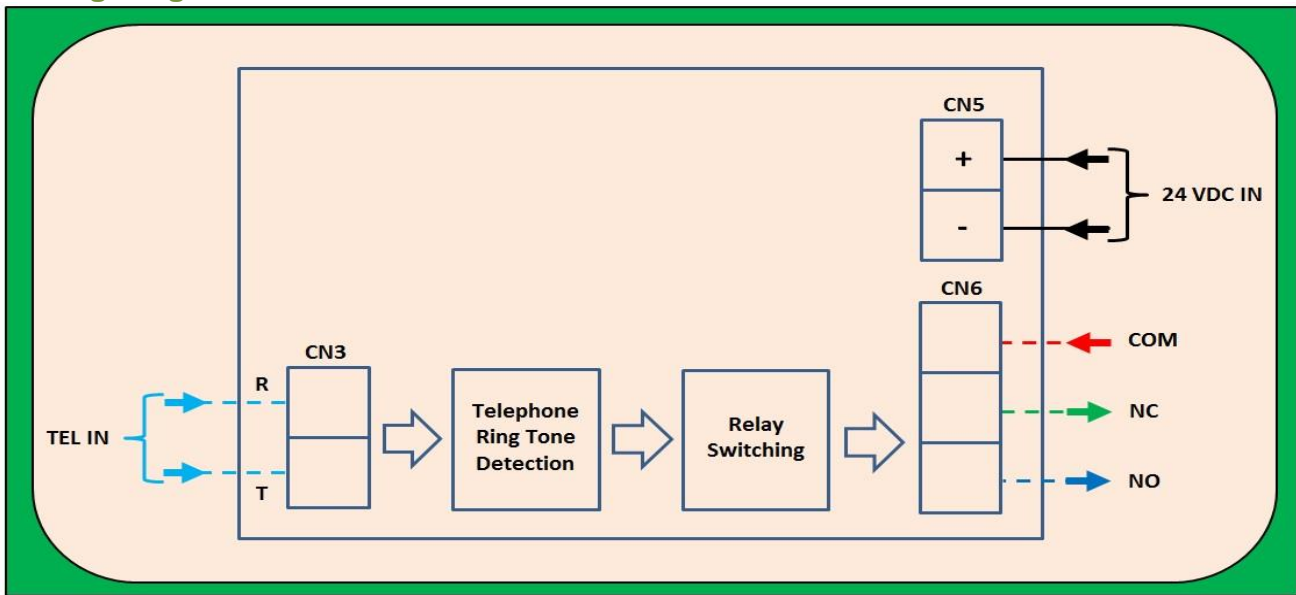 CN5
+
-
24 VDC IN
CN6
COM
NC
NO
CN3
R
T
TEL IN
Telephone
Ring Tone
Detection
Relay
Switching